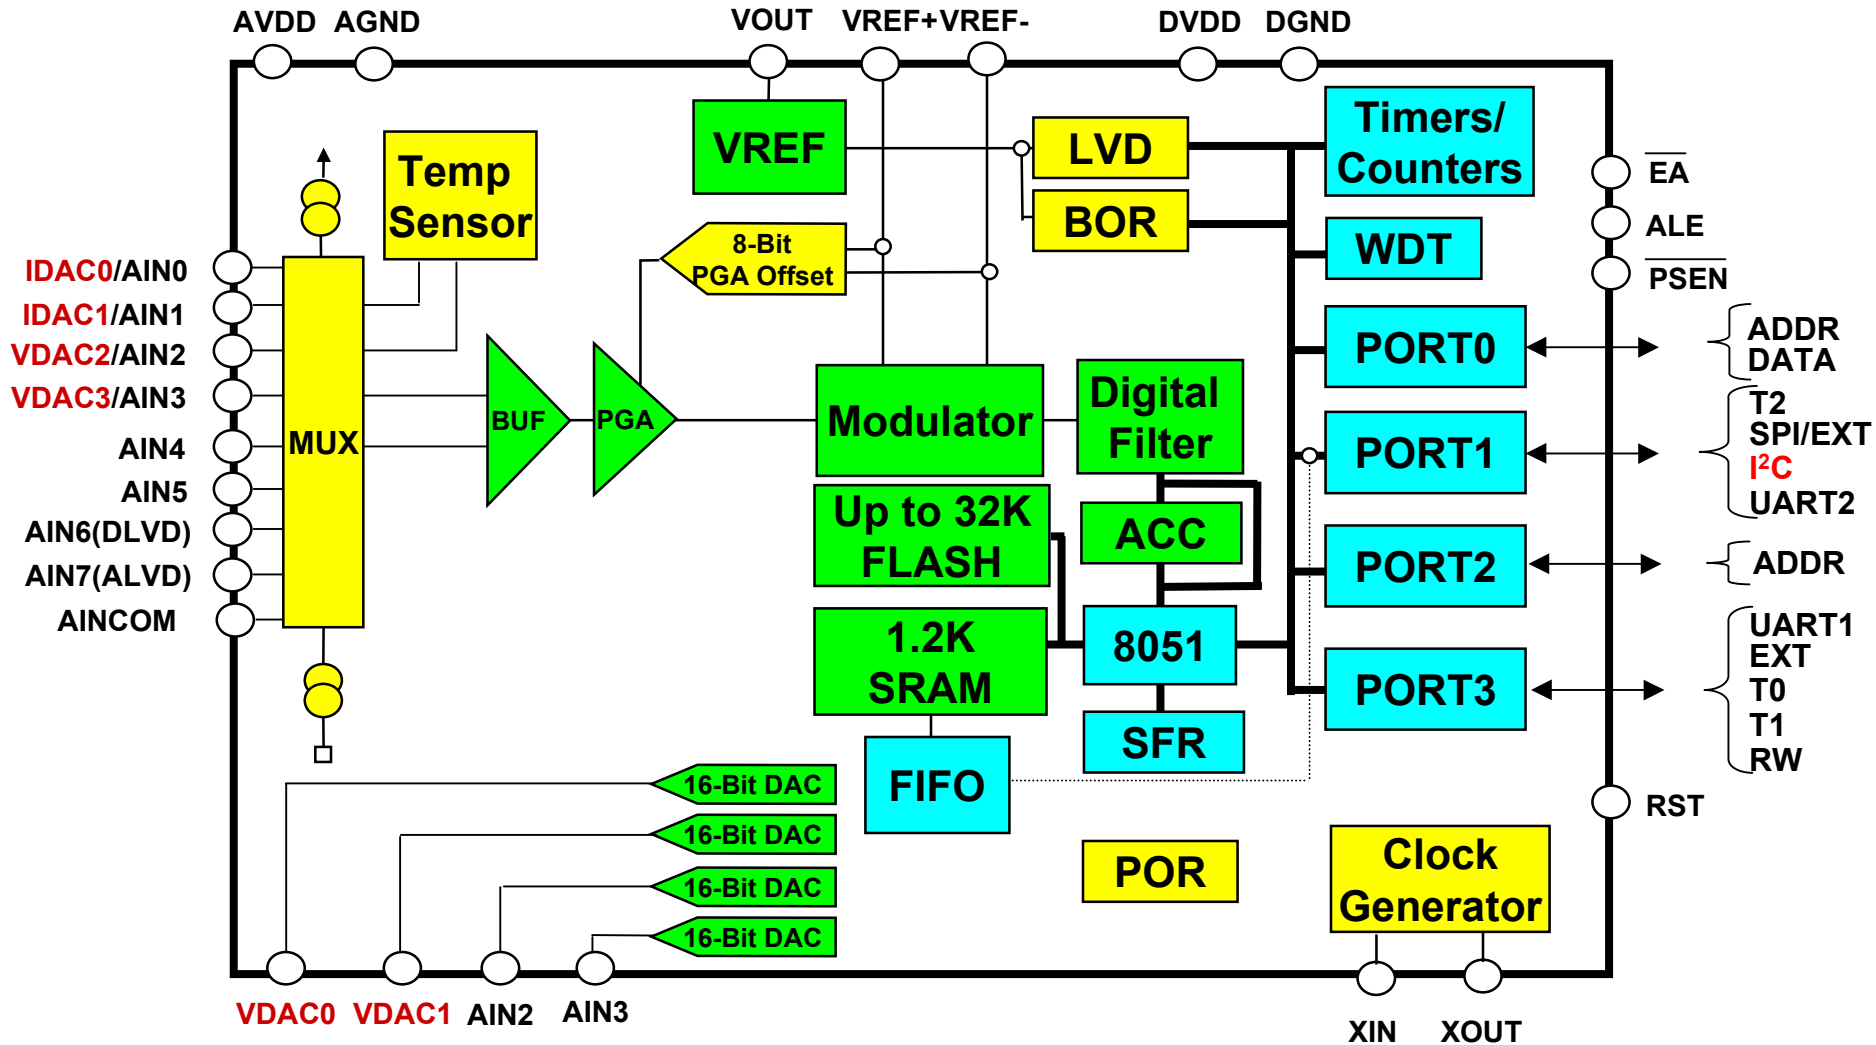 AVDD AGND VOUT VREF+ VREF- DVDD DGND
Temp
Sensor
VREF
LVD
BOR
Timers/
Counters
WDT
8-Bit
PGA Offset
EA
ALE
PSEN
IDAC0/AIN0
IDAC1/AIN1
VDAC2/AIN2
VDAC3/AIN3
AIN4
AIN5
AIN6(DLVD)
AIN7(ALVD)
AINCOM
MUX
BUF
PGA
Modulator
Digital
Filter
Up to 32K
FLASH
ACC
1.2K
SRAM
8051
SFR
FIFO
PORT0
PORT1
PORT2
PORT3
ADDR
DATA
T2
SPI/EXT
I²C
UART2
ADDR
UART1
EXT
T0
T1
RW
RST
16-Bit DAC
16-Bit DAC
16-Bit DAC
16-Bit DAC
POR
Clock
Generator
VDAC0 VDAC1 AIN2 AIN3
XIN XOUT